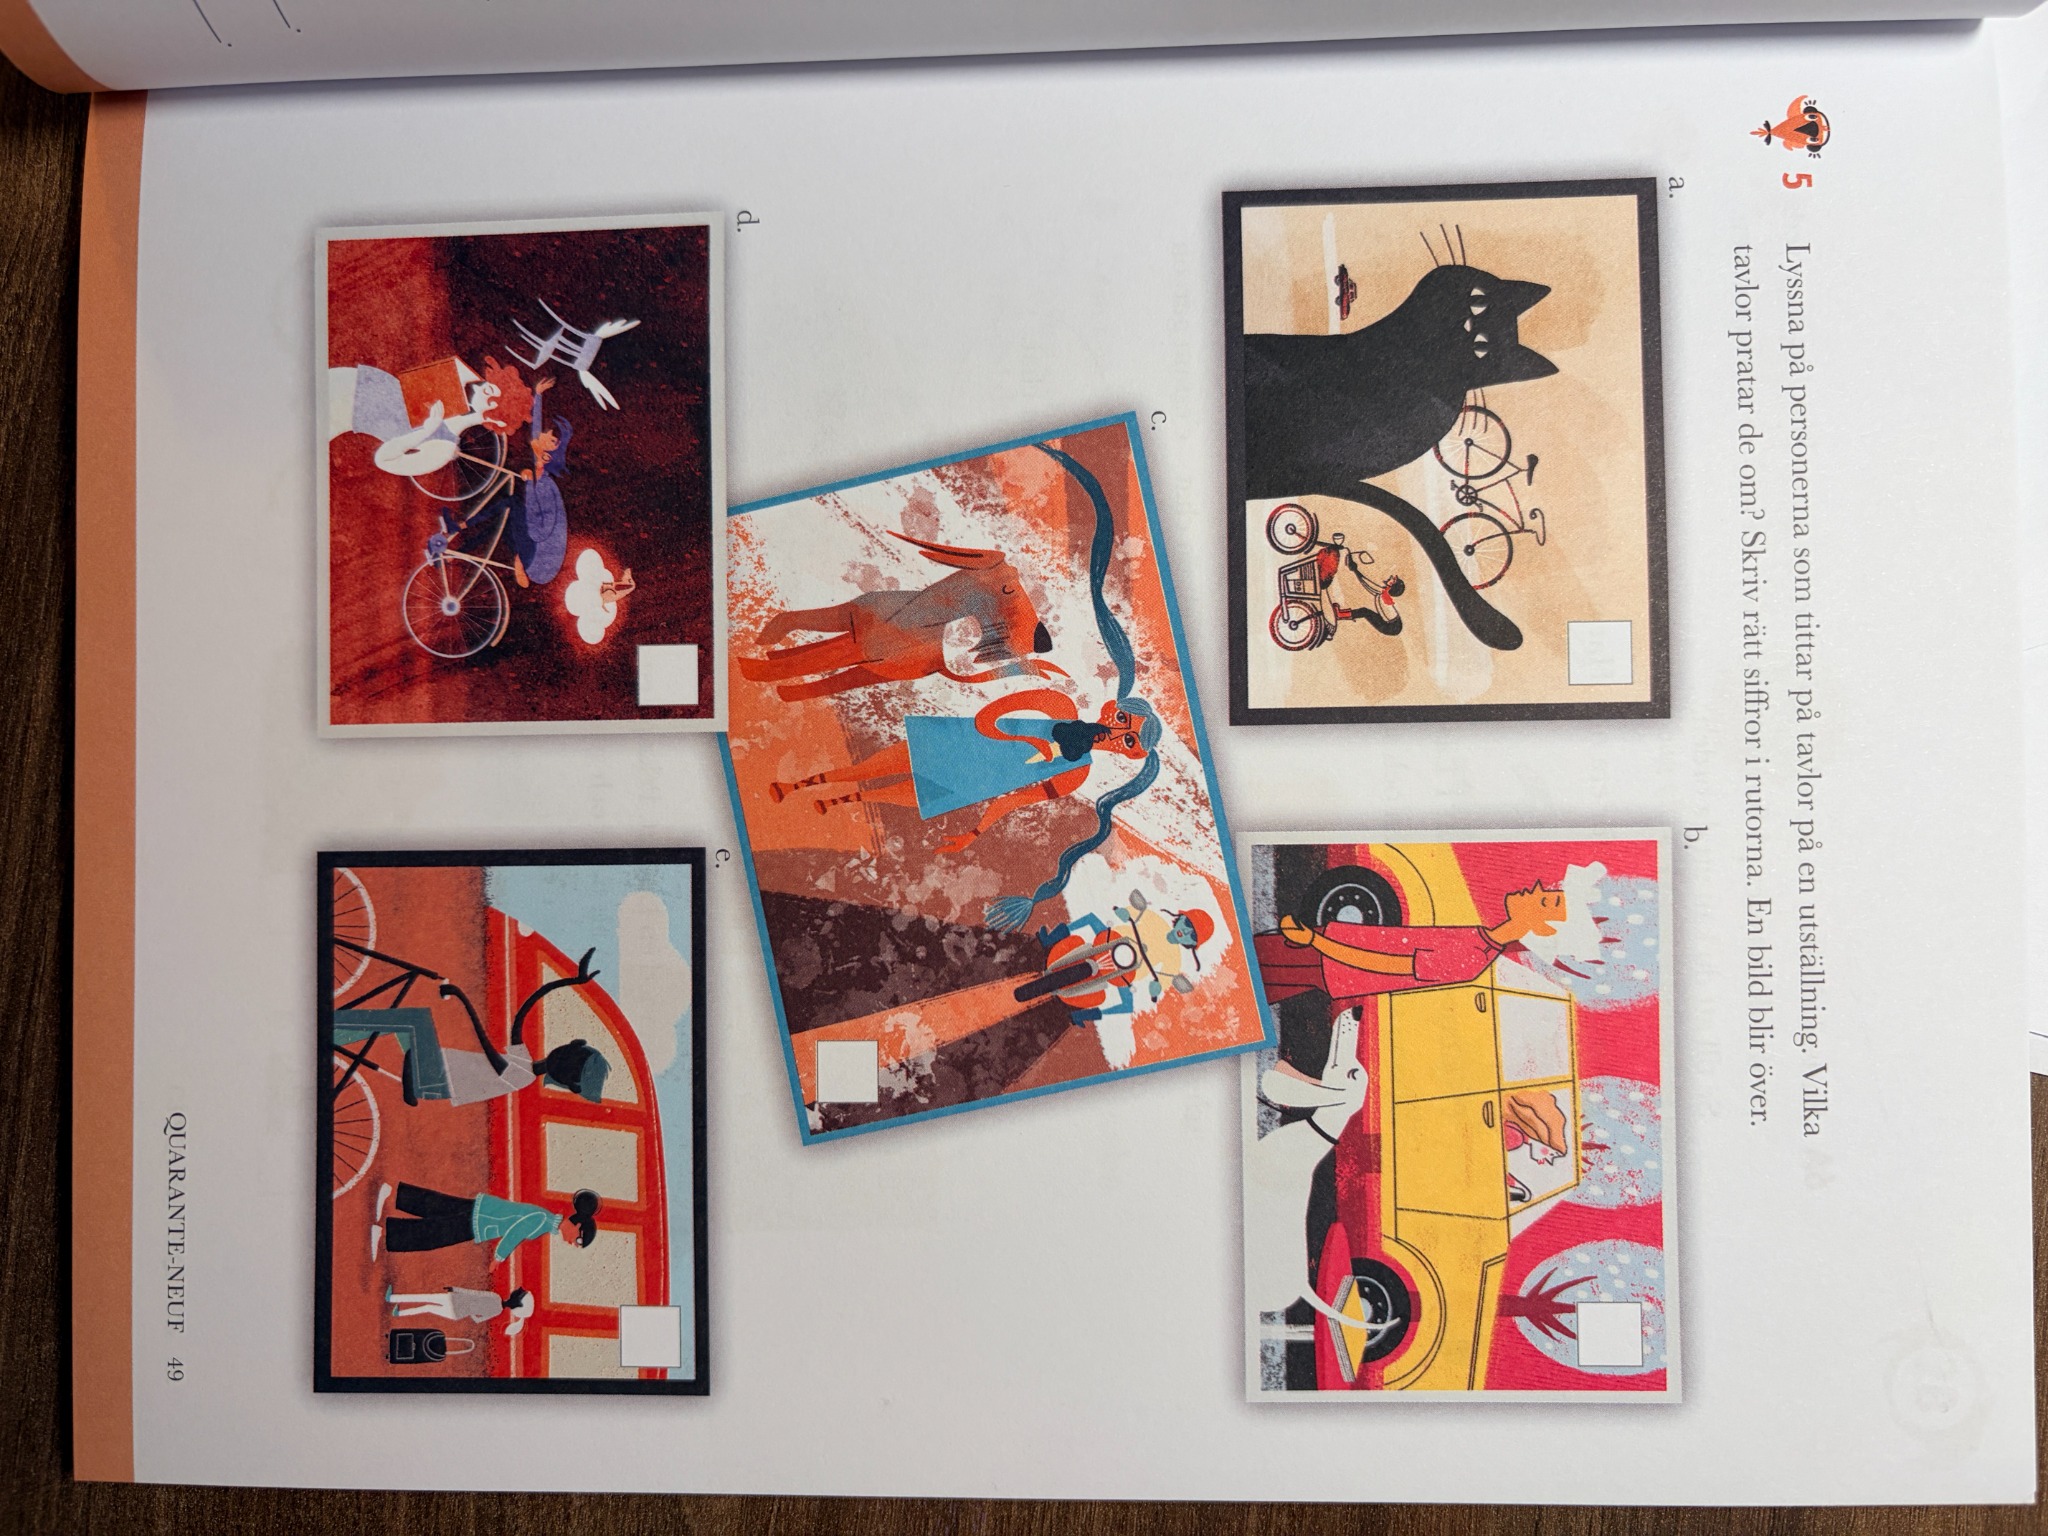 5 Lyssna på personerna som tittar på tavlor på en utställning. Vilka
tavlor pratar de om? Skriv rätt siffror i rutorna. En bild blir över.
a.
b.
c.
d.
e.
QUARANTE-NEUF 49